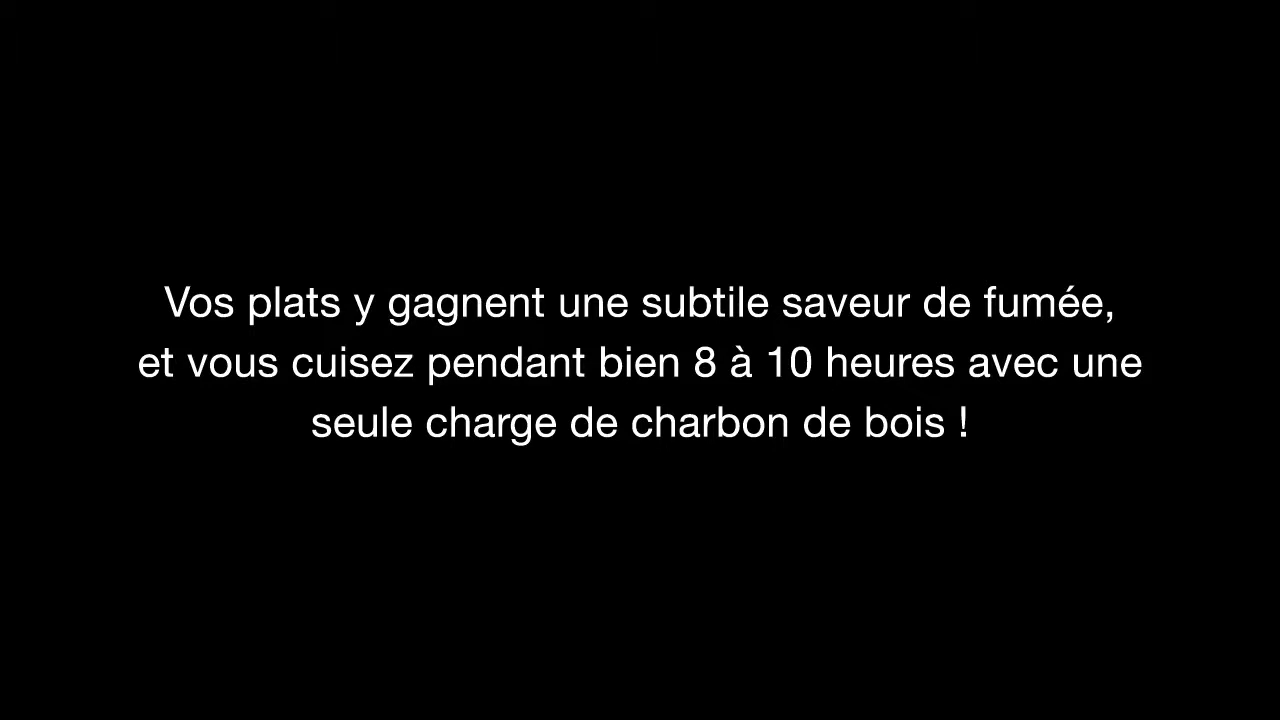 Vos plats y gagnent une subtile saveur de fumée,
et vous cuisez pendant bien 8 à 10 heures avec une
seule charge de charbon de bois !